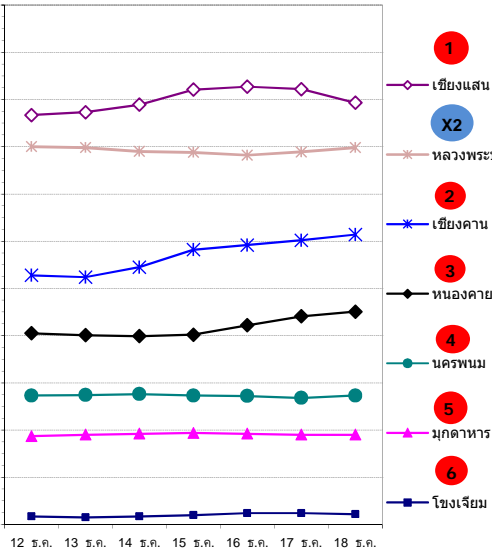 1
เชียงแสน
X2
หลวงพระ
2
เชียงคาน
3
หนองคาย
4
นครพนม
5
มุกดาหาร
6
โขงเจียม
12 ธ.ค. 13 ธ.ค. 14 ธ.ค. 15 ธ.ค. 16 ธ.ค. 17 ธ.ค. 18 ธ.ค.